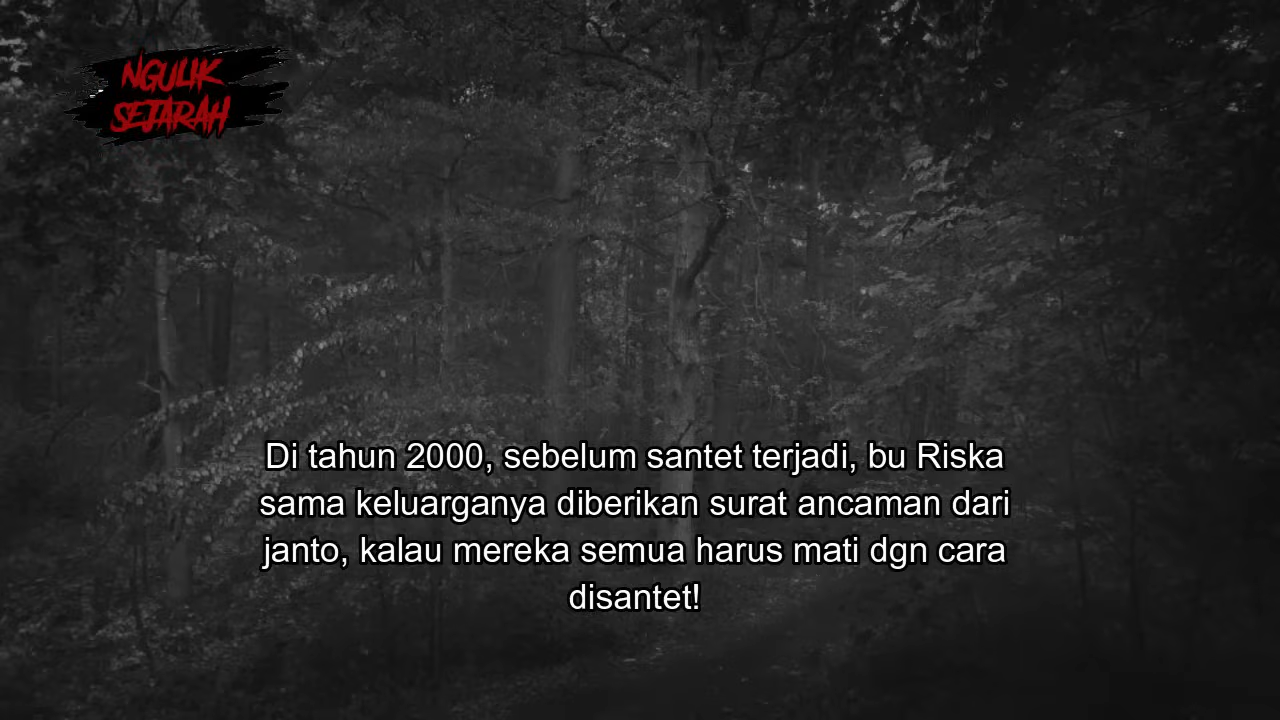 NGULIK
SEJARAH
Di tahun 2000, sebelum santet terjadi, bu Riska
sama keluarganya diberikan surat ancaman dari
janto, kalau mereka semua harus mati dgn cara
disantet!